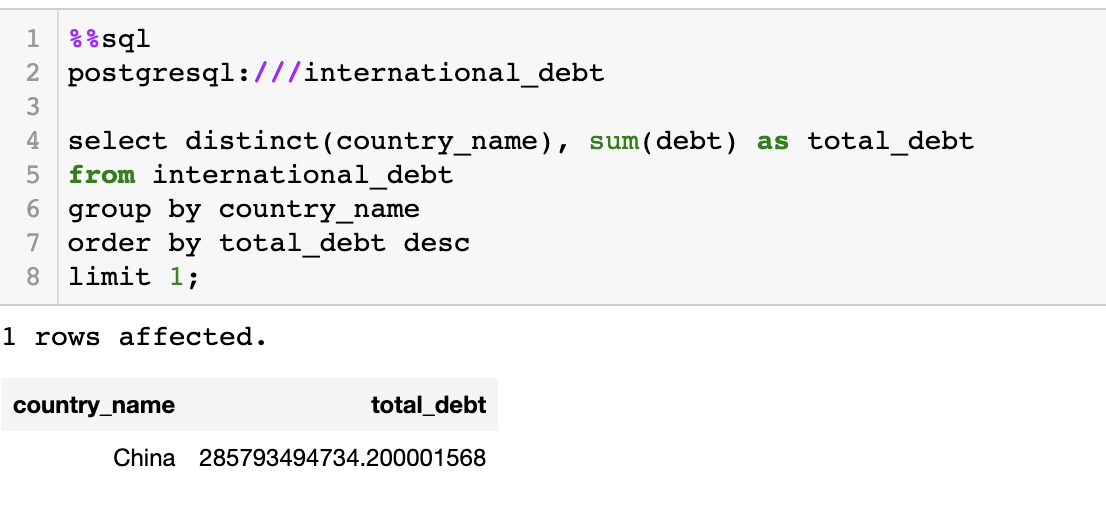 1 %%sql
2 postgresql:///international_debt
3
4 select distinct(country_name), sum(debt) as total_debt
5 from international_debt
6 group by country_name
7 order by total_debt desc
8 limit 1;
1 rows affected.
country_name total_debt
China 285793494734.200001568